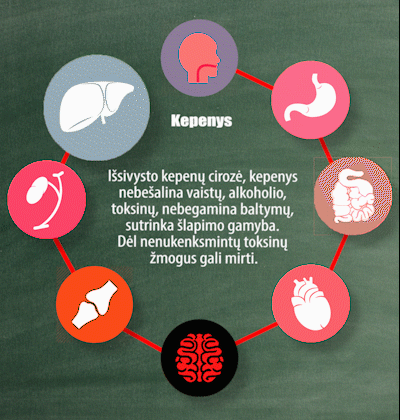 Kepenys
Išsivysto kepenų cirozė, kepenys
nebešalina vaistų, alkoholio,
toksinų, nebegamina baltymų,
sutrinka šlapimo gamyba.
Dėl nenukenksmintų toksinų
žmogus gali mirti.